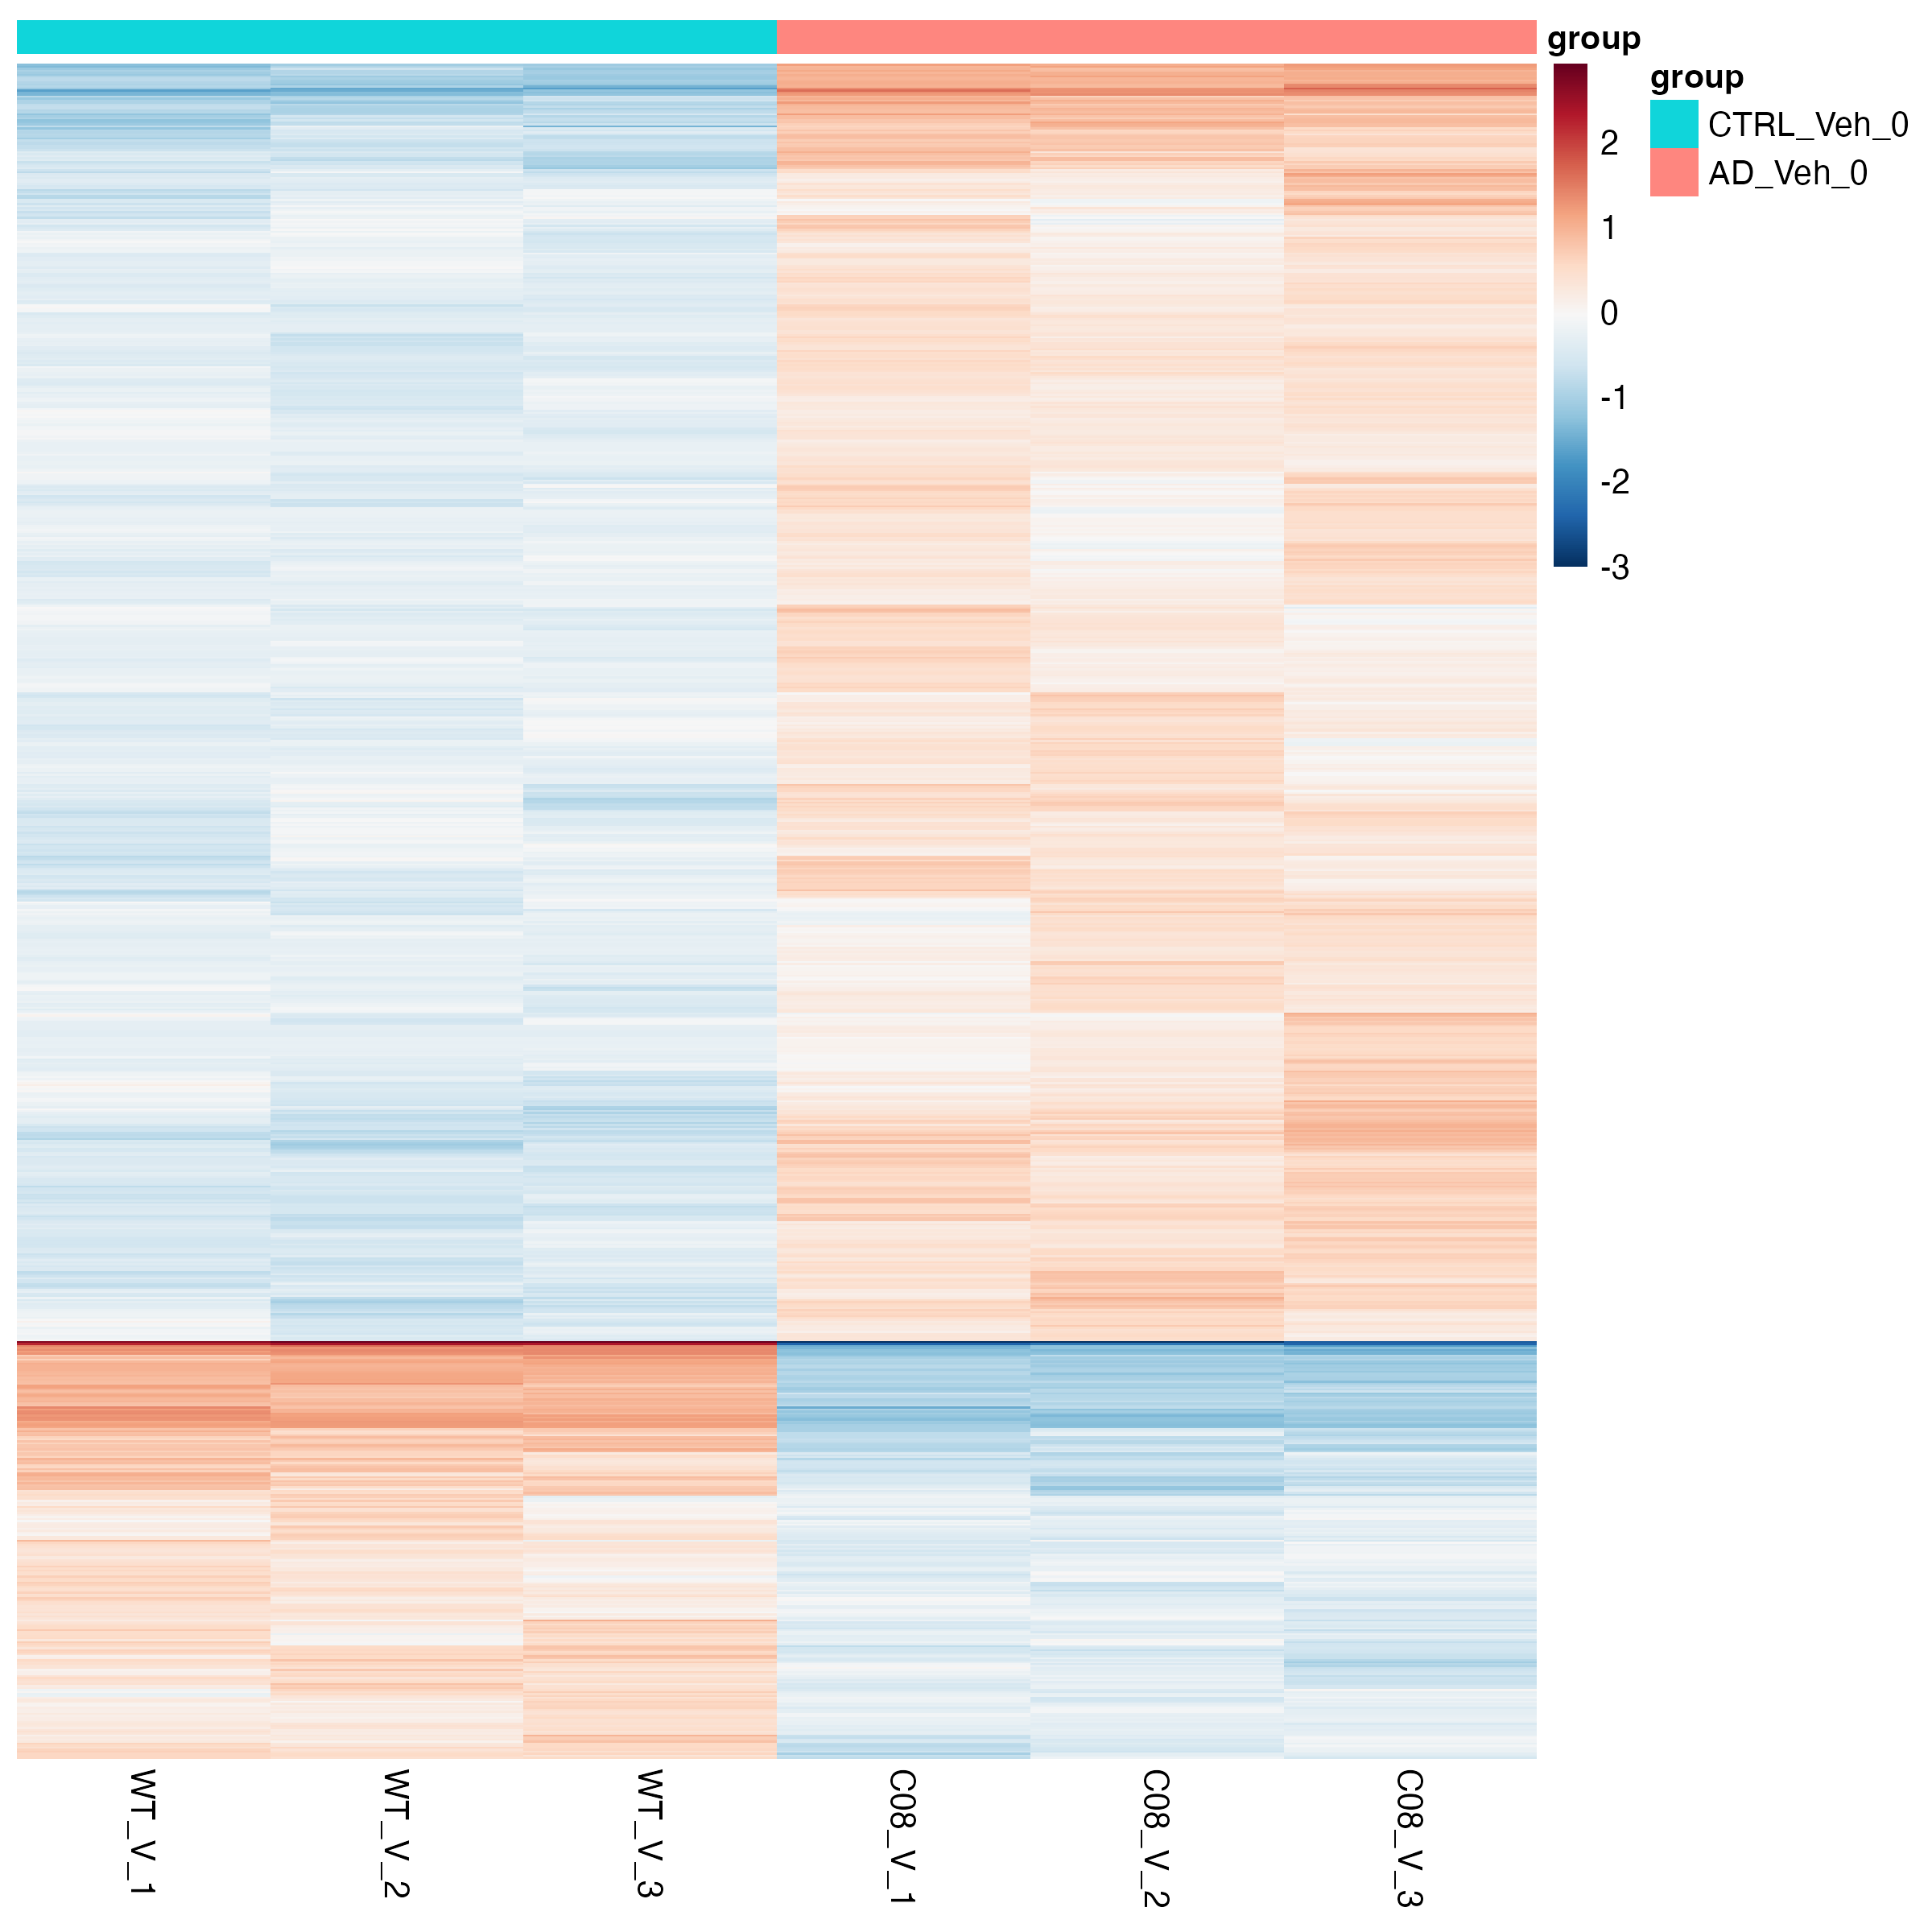 group
group
CTRL_Veh_0
AD_Veh_0
2
1
0
-1
-2
-3
WT_V_1
WT_V_2
WT_V_3
C08_V_1
C08_V_2
C08_V_3